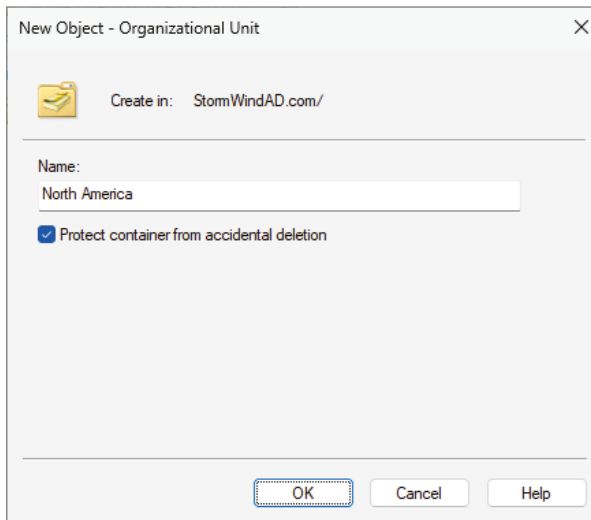 New Object - Organizational Unit
Create in: StormWindAD.com/
Name:
North America
Protect container from accidental deletion
OK Cancel Help